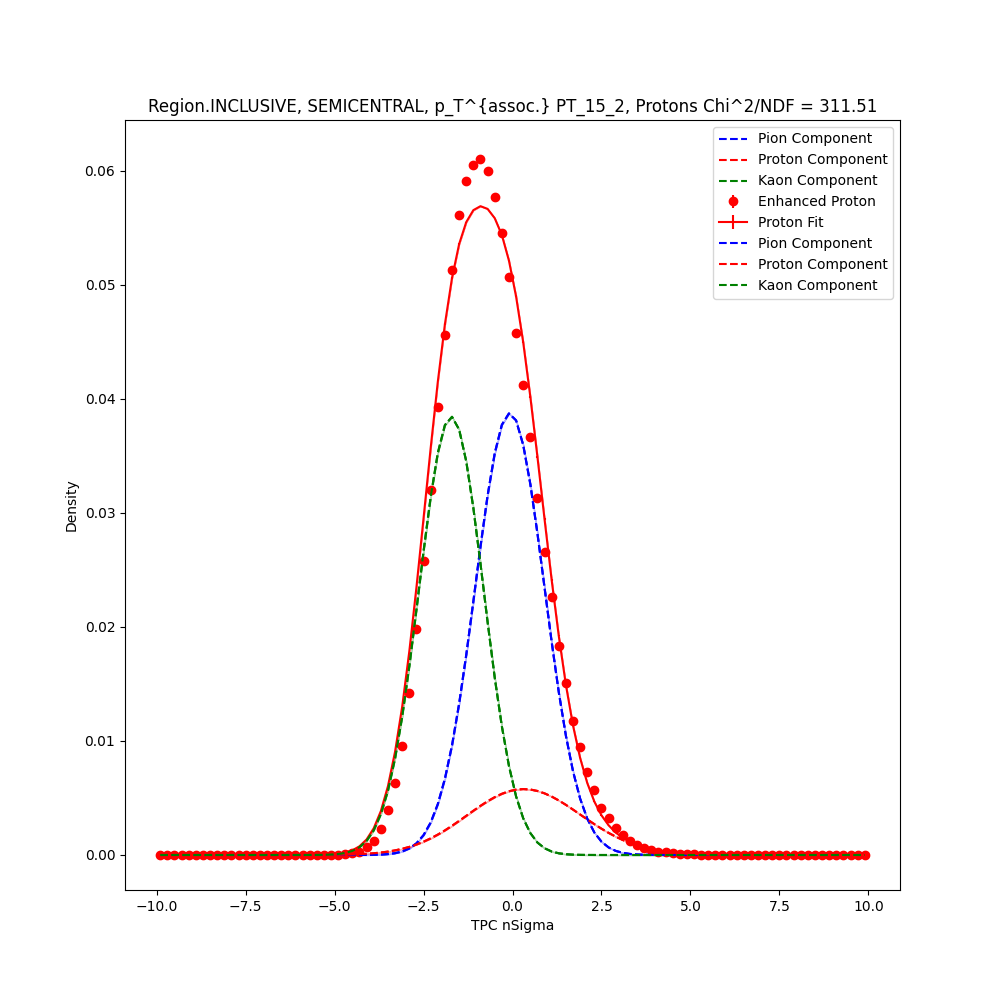 Region.INCLUSIVE, SEMICENTRAL, p_T^{assoc.} PT_15_2, Protons Chi^2/NDF = 311.51
Pion Component
Proton Component
Kaon Component
Enhanced Proton
Proton Fit
Pion Component
Proton Component
Kaon Component
0.06
0.05
0.04
0.03
0.02
0.01
0.00
Density
−10.0 −7.5 −5.0 −2.5 0.0 2.5 5.0 7.5 10.0
TPC nSigma